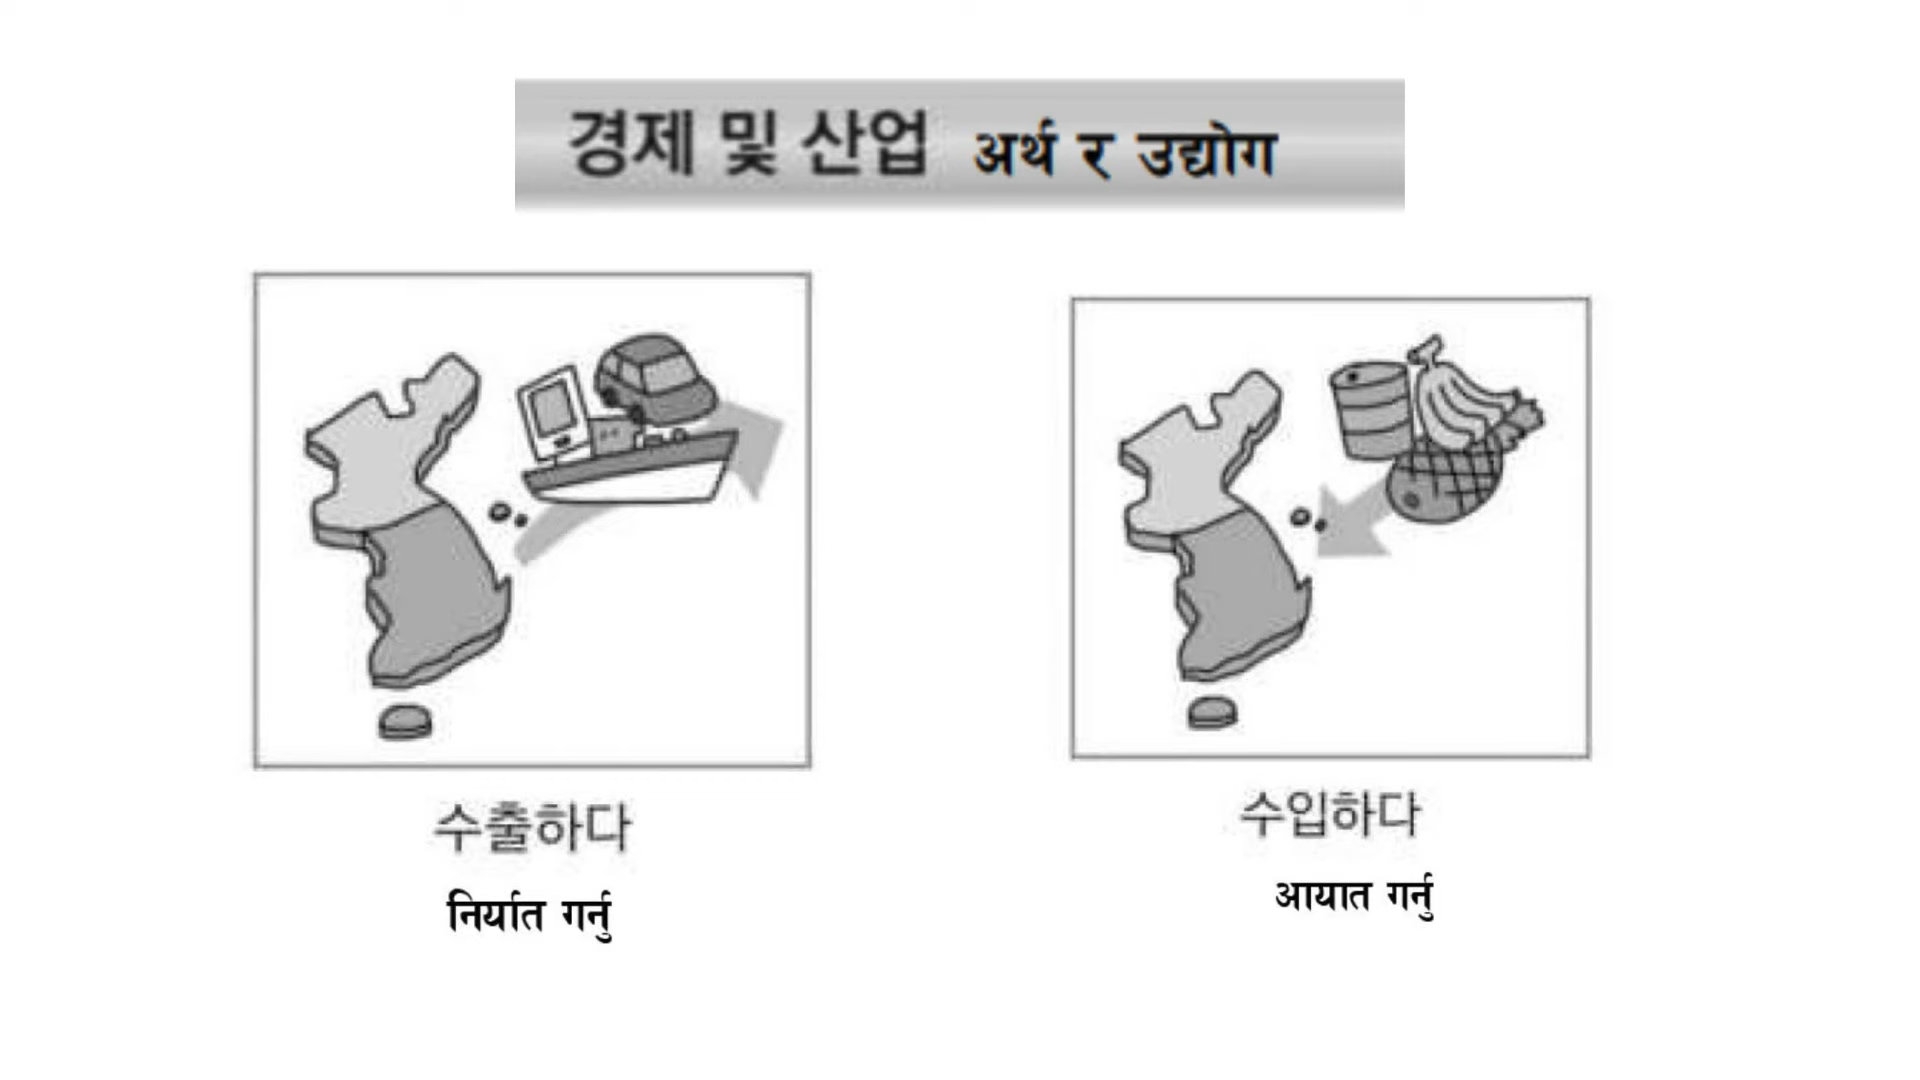 경제 및 산업 अर्थ र उद्योग
수출하다
निर्यात गर्नु
수입하다
आयात गर्नु